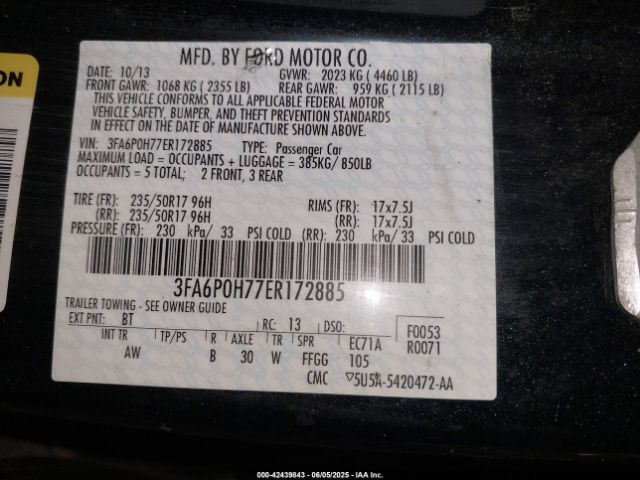 ON
MFD. BY FORD MOTOR CO.
DATE: 10/13 GVWR: 2023 KG ( 4460 LB)
FRONT GAWR: 1068 KG ( 2355 LB) REAR GAWR: 959 KG ( 2115 LB)
THIS VEHICLE CONFORMS TO ALL APPLICABLE FEDERAL MOTOR
VEHICLE SAFETY, BUMPER, AND THEFT PREVENTION STANDARDS
IN EFFECT ON THE DATE OF MANUFACTURE SHOWN ABOVE.
VIN: 3FA6P0H77ER172885 TYPE: Passenger Car
MAXIMUM LOAD = OCCUPANTS + LUGGAGE = 385KG/ 850LB
OCCUPANTS = 5 TOTAL; 2 FRONT, 3 REAR
TIRE (FR): 235/50R17 96H RIMS (FR): 17x7.5J
(RR): 235/50R17 96H (RR): 17x7.5J
PRESSURE (FR): 230 kPa/ 33 PSI COLD (RR): 230 kPa/ 33 PSI COLD
3FA6P0H77ER172885
TRAILER TOWING - SEE OWNER GUIDE
EXT PNT: BT RC: 13 DSO: F0053
INT TR TP/PS R AXLE TR SPR EC71A R0071
AW B 30 W FFGG 105
CMC ▽5U5A-5420472-AA
000-42439843 - 06/05/2025 - IAA Inc.